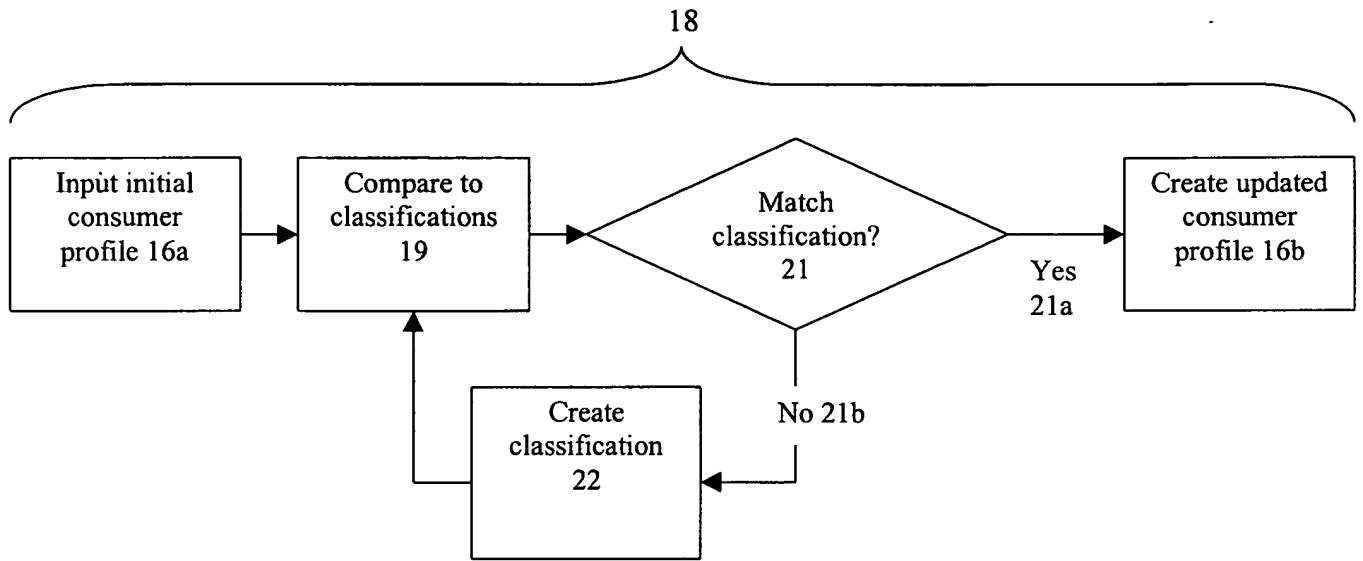 18
Input initial
consumer
profile 16a
Compare to
classifications
19
Match
classification?
21
Yes
21a
Create updated
consumer
profile 16b
No 21b
Create
classification
22